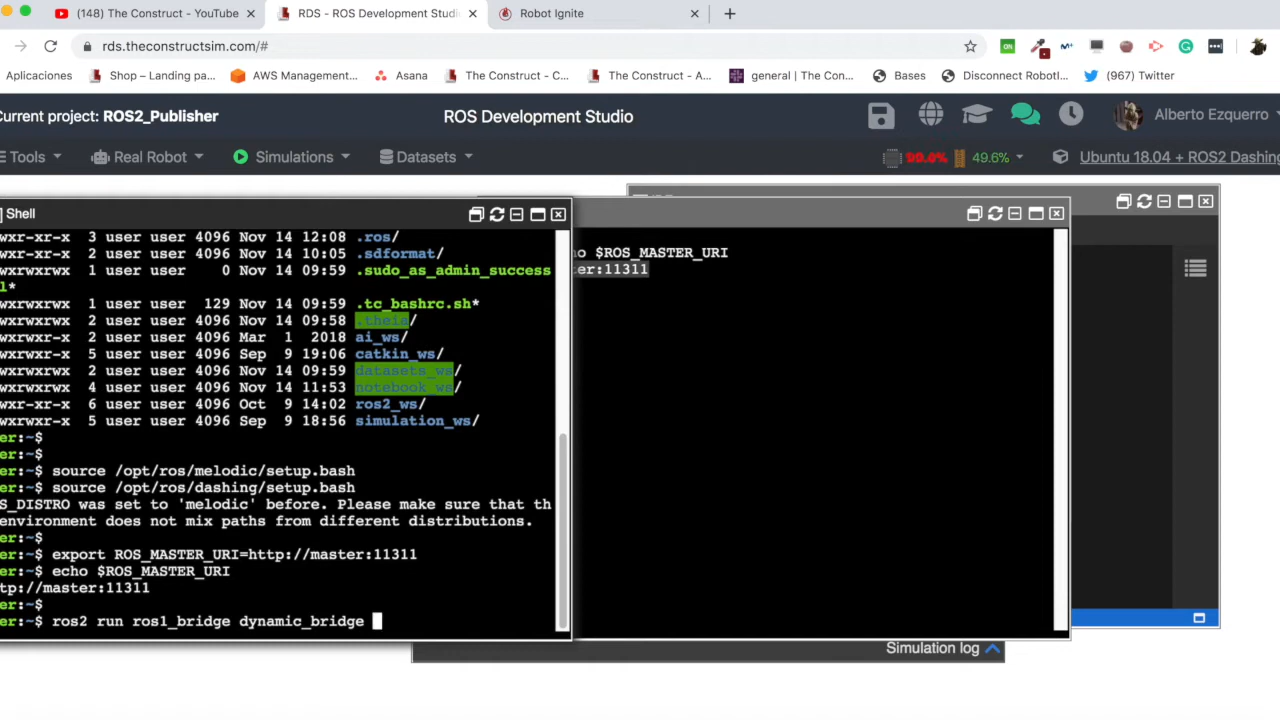 (148) The Construct - YouTube
RDS - ROS Development Studi
Robot Ignite
rds.theconstructsim.com/#
Aplicaciones
Shop – Landing pa...
AWS Management...
Asana
The Construct - C...
The Construct - A...
general | The Con...
Bases
Disconnect RobotI...
(967) Twitter
Current project: ROS2_Publisher
ROS Development Studio
Alberto Ezquerro
Tools
Real Robot
Simulations
Datasets
99.0%
49.6%
Ubuntu 18.04 + ROS2 Dashing
Shell
wxr-xr-x 3 user user 4096 Nov 14 12:08 .ros/
wxrwxr-x 2 user user 4096 Nov 14 10:05 .sdformat/
wxrwxrwx 1 user user 0 Nov 14 09:59 .sudo_as_admin_success
l*
wxrwxrwx 1 user user 129 Nov 14 09:59 .tc_bashrc.sh*
wxrwxrwx 2 user user 4096 Nov 14 09:58 .theia/
wxrwxr-x 2 user user 4096 Mar 1 2018 ai_ws/
wxrwxr-x 5 user user 4096 Sep 9 19:06 catkin_ws/
wxrwxrwx 2 user user 4096 Nov 14 09:59 datasets_ws/
wxrwxrwx 4 user user 4096 Nov 14 11:53 notebook_ws/
wxr-xr-x 6 user user 4096 Oct 9 14:02 ros2_ws/
wxrwxr-x 5 user user 4096 Sep 9 18:56 simulation_ws/
er:~$
er:~$
er:~$ source /opt/ros/melodic/setup.bash
er:~$ source /opt/ros/dashing/setup.bash
S_DISTRO was set to 'melodic' before. Please make sure that th
environment does not mix paths from different distributions.
er:~$
er:~$ export ROS_MASTER_URI=http://master:11311
er:~$ echo $ROS_MASTER_URI
tp://master:11311
er:~$
er:~$ ros2 run ros1_bridge dynamic_bridge
ho $ROS_MASTER_URI
ter:11311
Simulation log